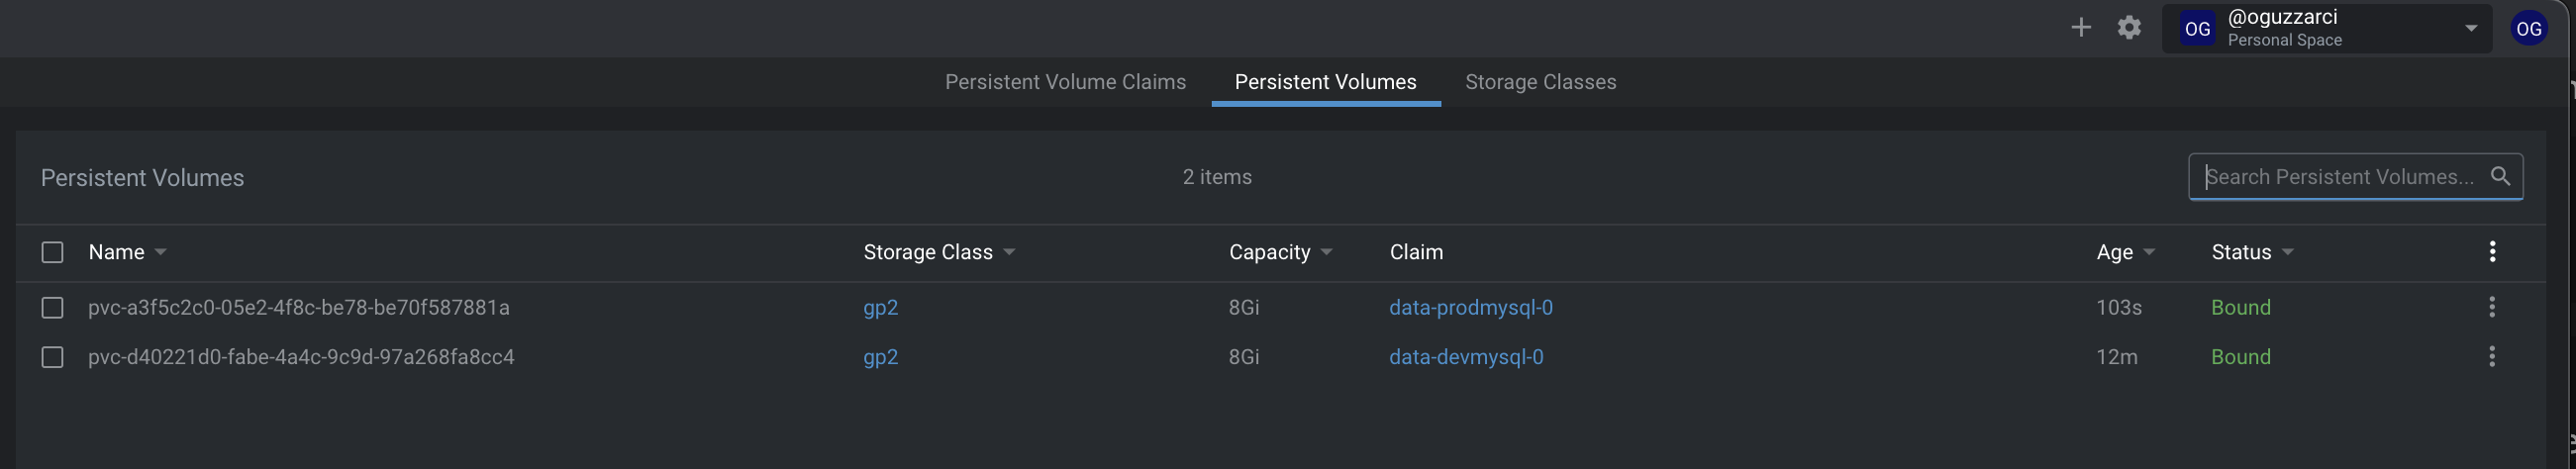 OG @oguzzarci OG
Personal Space
Persistent Volume Claims Persistent Volumes Storage Classes
Persistent Volumes 2 items Search Persistent Volumes...
Name Storage Class Capacity Claim Age Status
pvc-a3f5c2c0-05e2-4f8c-be78-be70f587881a gp2 8Gi data-prodmysql-0 103s Bound
pvc-d40221d0-fabe-4a4c-9c9d-97a268fa8cc4 gp2 8Gi data-devmysql-0 12m Bound